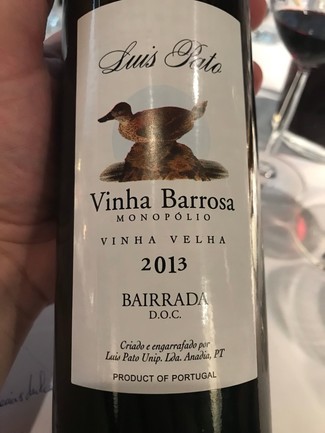 Luis Pato
Vinha Barrosa
MONOPÓLIO
VINHA VELHA
2013
BAIRRADA
D.O.C.
Criado e engarrafado por
Luis Pato Unip. Lda. Anadia, PT
PRODUCT OF PORTUGAL